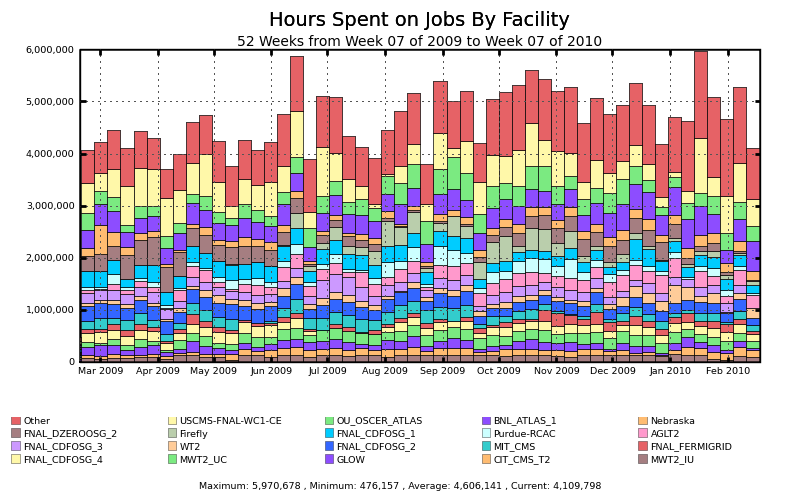 Hours Spent on Jobs By Facility
52 Weeks from Week 07 of 2009 to Week 07 of 2010
6,000,000
5,000,000
4,000,000
3,000,000
2,000,000
1,000,000
0
Mar 2009 Apr 2009 May 2009 Jun 2009 Jul 2009 Aug 2009 Sep 2009 Oct 2009 Nov 2009 Dec 2009 Jan 2010 Feb 2010
Other USCMS-FNAL-WC1-CE OU_OSCER_ATLAS BNL_ATLAS_1 Nebraska
FNAL_DZEROOSG_2 Firefly FNAL_CDFOSG_1 Purdue-RCAC AGLT2
FNAL_CDFOSG_3 WT2 FNAL_CDFOSG_2 MIT_CMS FNAL_FERMIGRID
FNAL_CDFOSG_4 MWT2_UC GLOW CIT_CMS_T2 MWT2_IU
Maximum: 5,970,678 , Minimum: 476,157 , Average: 4,606,141 , Current: 4,109,798